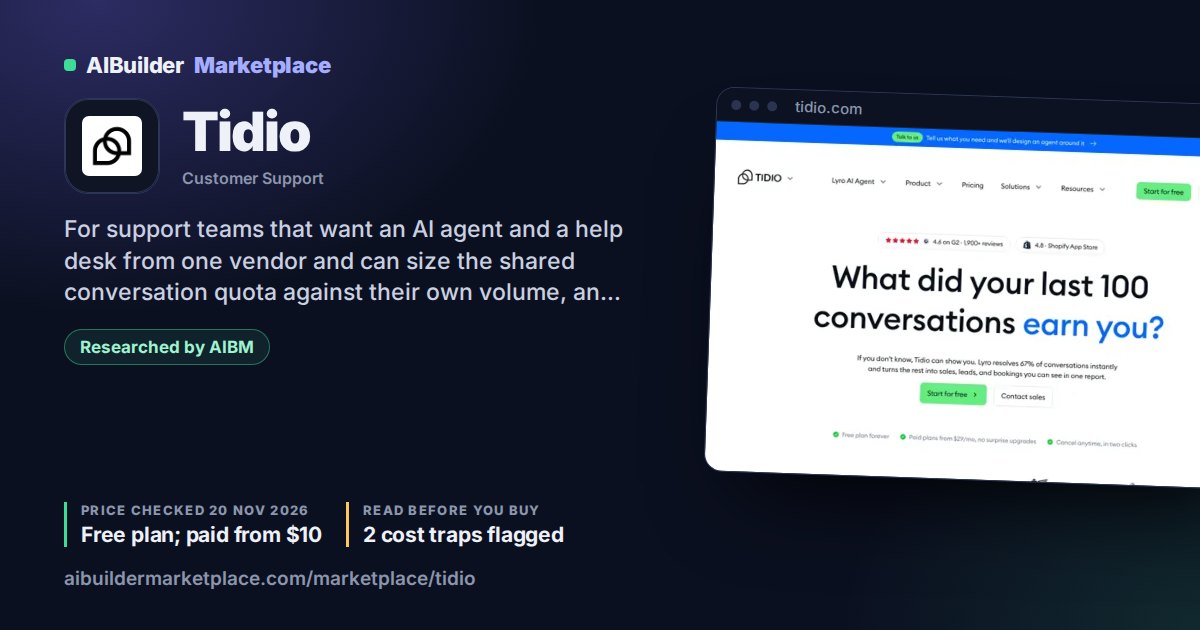 AIBuilder Marketplace
Tidio
Customer Support
For support teams that want an AI agent and a help
desk from one vendor and can size the shared
conversation quota against their own volume, an...
Researched by AIBM
PRICE CHECKED 20 NOV 2026
Free plan; paid from $10
READ BEFORE YOU BUY
2 cost traps flagged
aibuildermarketplace.com/marketplace/tidio
tidio.com
Talk to us Tell us what you need and we'll design an agent around it →
TIDIO
Lyro AI Agent Product Pricing Solutions Resources
Start for free
4.6 on G2 · 1,900+ reviews
4.8 · Shopify App Store
What did your last 100
conversations earn you?
If you don't know, Tidio can show you. Lyro resolves 67% of conversations instantly
and turns the rest into sales, leads, and bookings you can see in one report.
Start for free
Contact sales
Free plan forever
Paid plans from $29/mo, no surprise upgrades
Cancel anytime, in two clicks